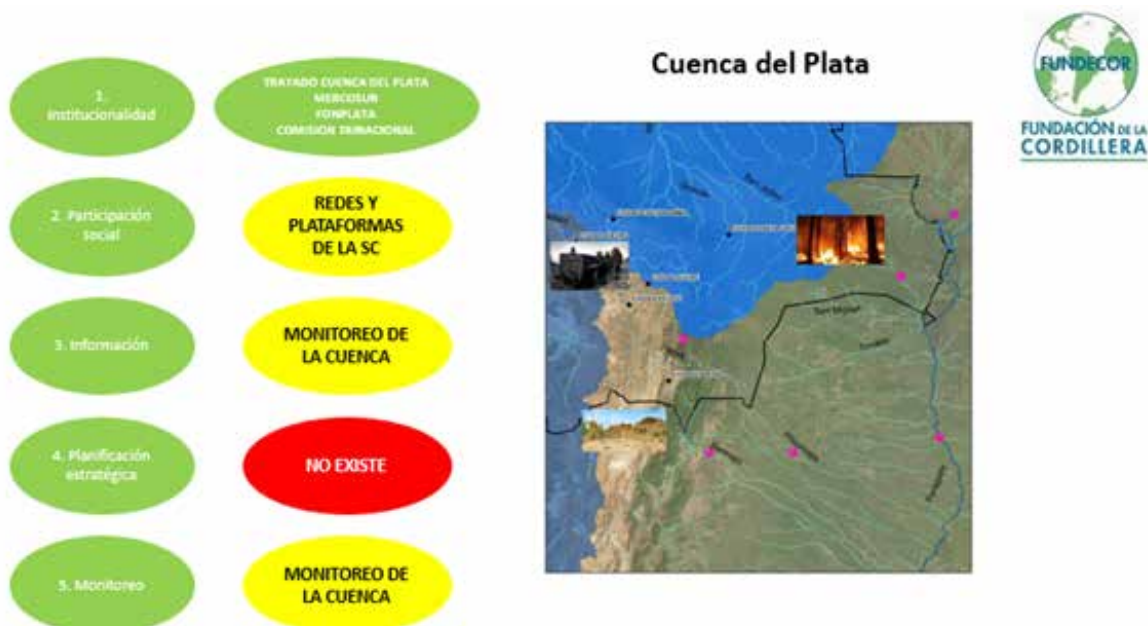 1.
Institucionalidad
TRATADO CUENCA DEL PLATA
MERCOSUR
FONPLATA
COMISIÓN TRINACIONAL
2. Participación
social
REDES Y
PLATAFORMAS
DE LA SC
3. Información
MONITOREO DE
LA CUENCA
4. Planificación
estratégica
NO EXISTE
5. Monitoreo
MONITOREO DE
LA CUENCA
Cuenca del Plata
FUNDECOR
FUNDACIÓN DE LA
CORDILLERA